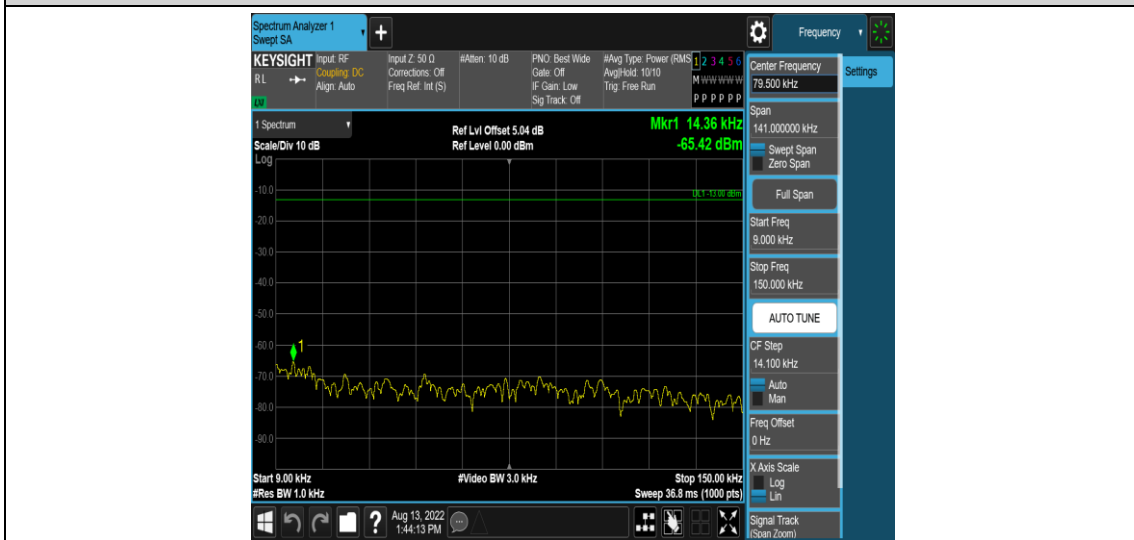 Spectrum Analyzer 1
Swept SA
Frequency
KEYSIGHT
RL
LXI
Input: RF
Coupling: DC
Align: Auto
Input Z: 50 Ω
Corrections: Off
Freq Ref: Int (S)
#Atten: 10 dB
PNO: Best Wide
Gate: Off
IF Gain: Low
Sig Track: Off
#Avg Type: Power (RMS
Avg|Hold: 10/10
Trig: Free Run
1 2 3 4 5 6
M W W W W W
P P P P P P
1 Spectrum
Scale/Div 10 dB
Log
Ref Lvl Offset 5.04 dB
Ref Level 0.00 dBm
Mkr1 14.36 kHz
-65.42 dBm
DL1 -13.00 dBm
-10.0
-20.0
-30.0
-40.0
-50.0
-60.0
-70.0
-80.0
-90.0
1
Start 9.00 kHz
#Res BW 1.0 kHz
#Video BW 3.0 kHz
Stop 150.00 kHz
Sweep 36.8 ms (1000 pts)
Center Frequency
79.500 kHz
Settings
Span
141.000000 kHz
Swept Span
Zero Span
Full Span
Start Freq
9.000 kHz
Stop Freq
150.000 kHz
AUTO TUNE
CF Step
14.100 kHz
Auto
Man
Freq Offset
0 Hz
X Axis Scale
Log
Lin
Signal Track
(Span Zoom)
?
Aug 13, 2022
1:44:13 PM